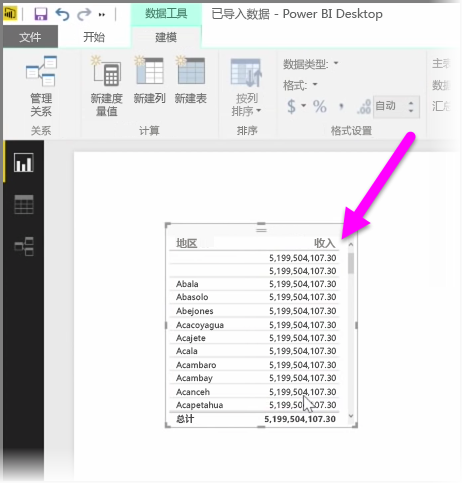 数据工具 已导入数据 - Power BI Desktop
文件 开始 建模
管理
关系
新建度
量值
新建列 新建表
按列
排序
数据类型:
格式:
$ % 自动
关系 计算 排序 格式设置
地区 收入
5,199,504,107.30
5,199,504,107.30
Abala 5,199,504,107.30
Abasolo 5,199,504,107.30
Abejones 5,199,504,107.30
Acacoyagua 5,199,504,107.30
Acajete 5,199,504,107.30
Acala 5,199,504,107.30
Acambaro 5,199,504,107.30
Acambay 5,199,504,107.30
Acanceh 5,199,504,107.30
Acapetahua 5,199,504,107.30
总计 5,199,504,107.30